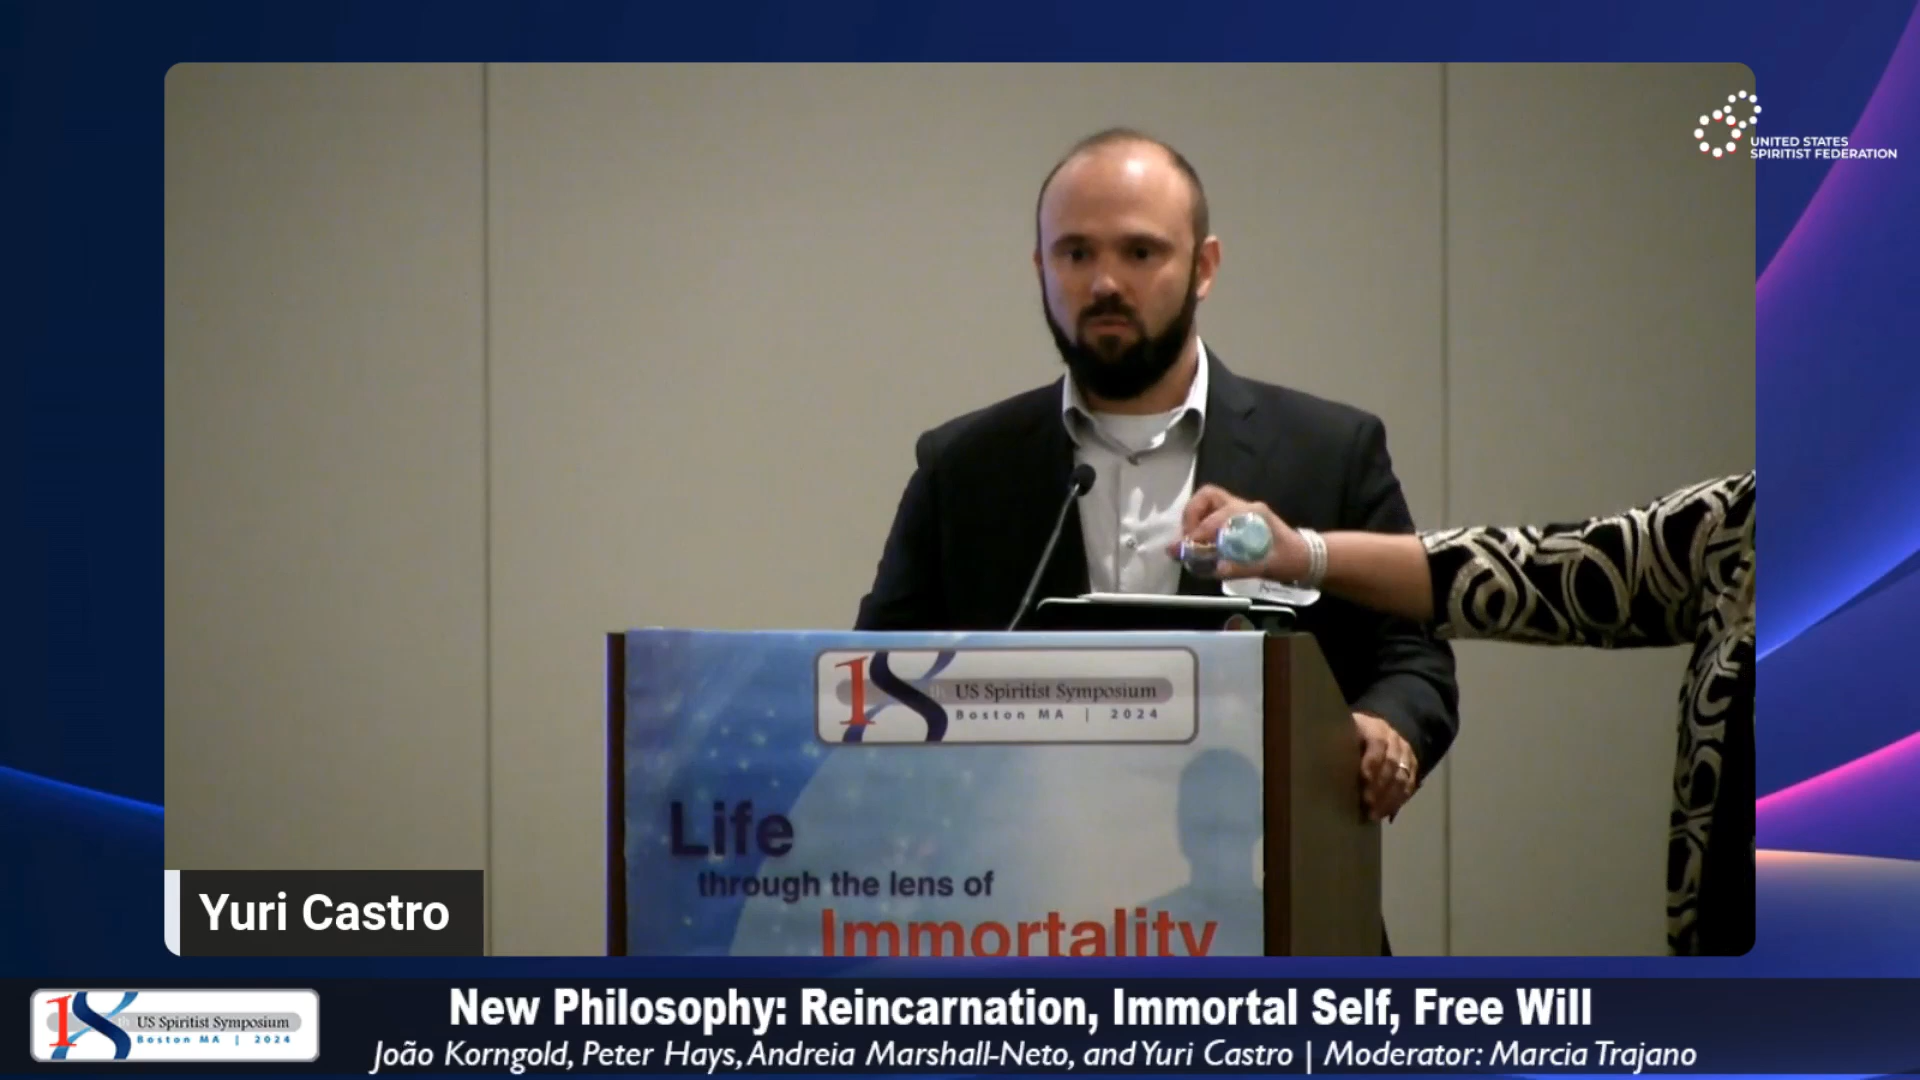 UNITED STATES
SPIRITIST FEDERATION
18th US Spiritist Symposium
Boston MA | 2024
Life
through the lens of
Immortality
Yuri Castro
18th US Spiritist Symposium
Boston MA | 2024
New Philosophy: Reincarnation, Immortal Self, Free Will
João Korngold, Peter Hays, Andreia Marshall-Neto, and Yuri Castro | Moderator: Marcia Trajano